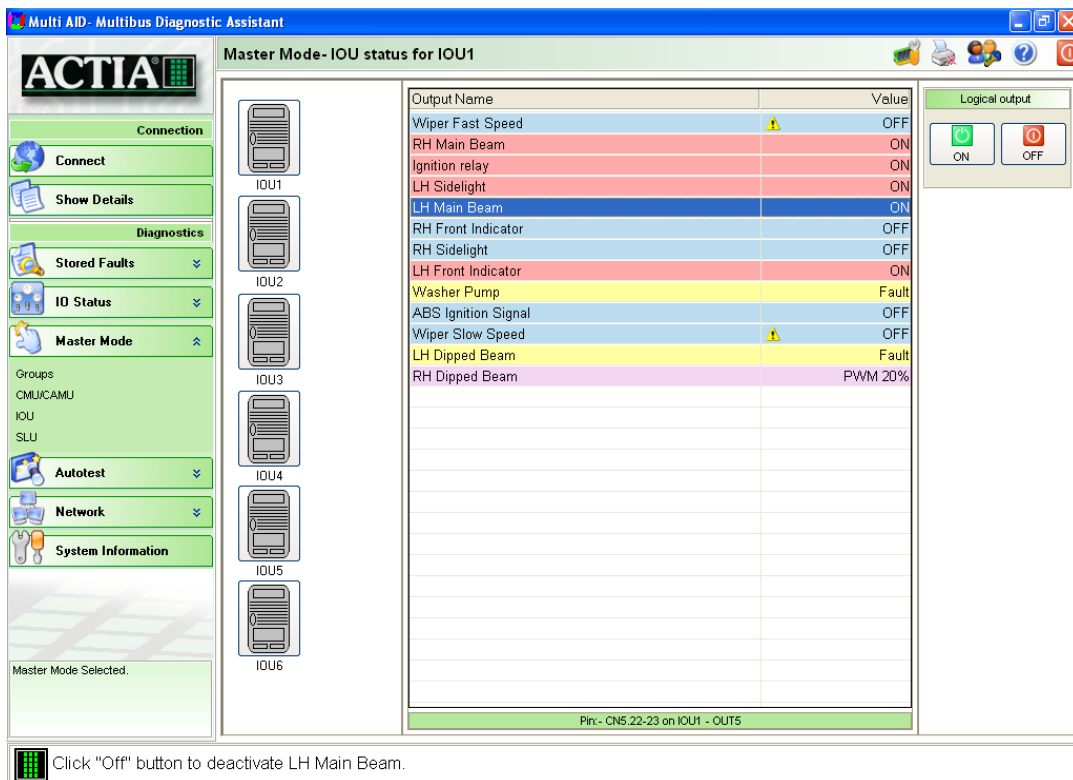 Multi AID- Multibus Diagnostic Assistant
ACTIA
Master Mode- IOU status for IOU1
Connection
Connect
Show Details
Diagnostics
Stored Faults
IO Status
Master Mode
Groups
CMU/CAMU
IOU
SLU
Autotest
Network
System Information
Master Mode Selected.
IOU1
IOU2
IOU3
IOU4
IOU5
IOU6
Output Name Value
Wiper Fast Speed OFF
RH Main Beam ON
Ignition relay ON
LH Sidelight ON
LH Main Beam ON
RH Front Indicator OFF
RH Sidelight OFF
LH Front Indicator ON
Washer Pump Fault
ABS Ignition Signal OFF
Wiper Slow Speed OFF
LH Dipped Beam Fault
RH Dipped Beam PWM 20%
Pin:- CN5.22-23 on IOU1 - OUT5
Logical output
ON OFF
Click "Off" button to deactivate LH Main Beam.